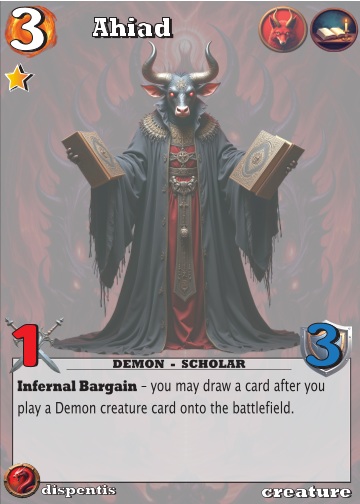 3
Ahiad
1
3
DEMON - SCHOLAR
Infernal Bargain - you may draw a card after you
play a Demon creature card onto the battlefield.
dispentis
creature